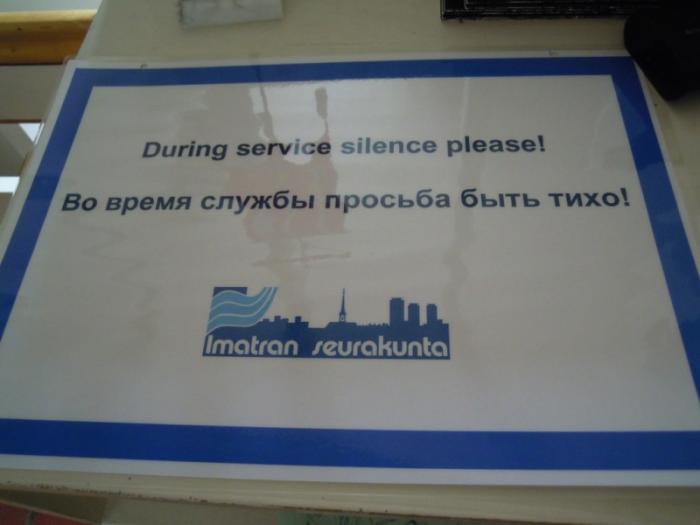 During service silence please!
Во время службы просьба быть тихо!
Imatran seurakunta